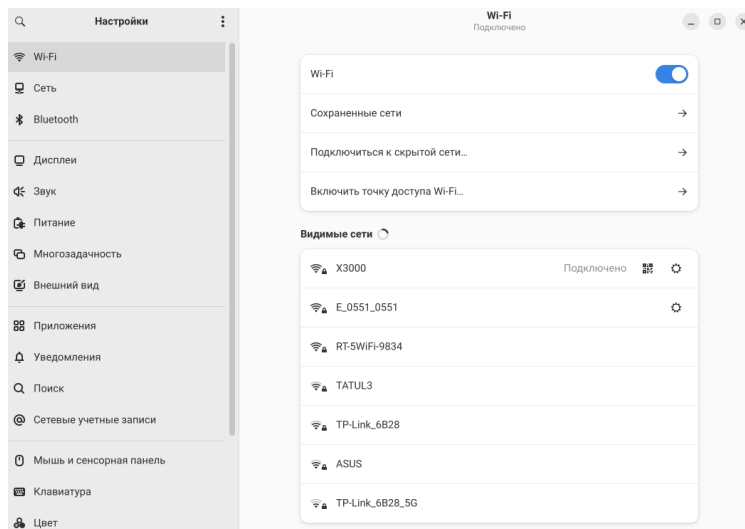 Настройки
Wi-Fi
Сеть
Bluetooth
Дисплеи
Звук
Питание
Многозадачность
Внешний вид
Приложения
Уведомления
Поиск
Сетевые учетные записи
Мышь и сенсорная панель
Клавиатура
Цвет
Wi-Fi
Подключено
Wi-Fi
Сохраненные сети
Подключиться к скрытой сети...
Включить точку доступа Wi-Fi...
Видимые сети
X3000 Подключено
E_0551_0551
RT-5WiFi-9834
TATUL3
TP-Link_6B28
ASUS
TP-Link_6B28_5G